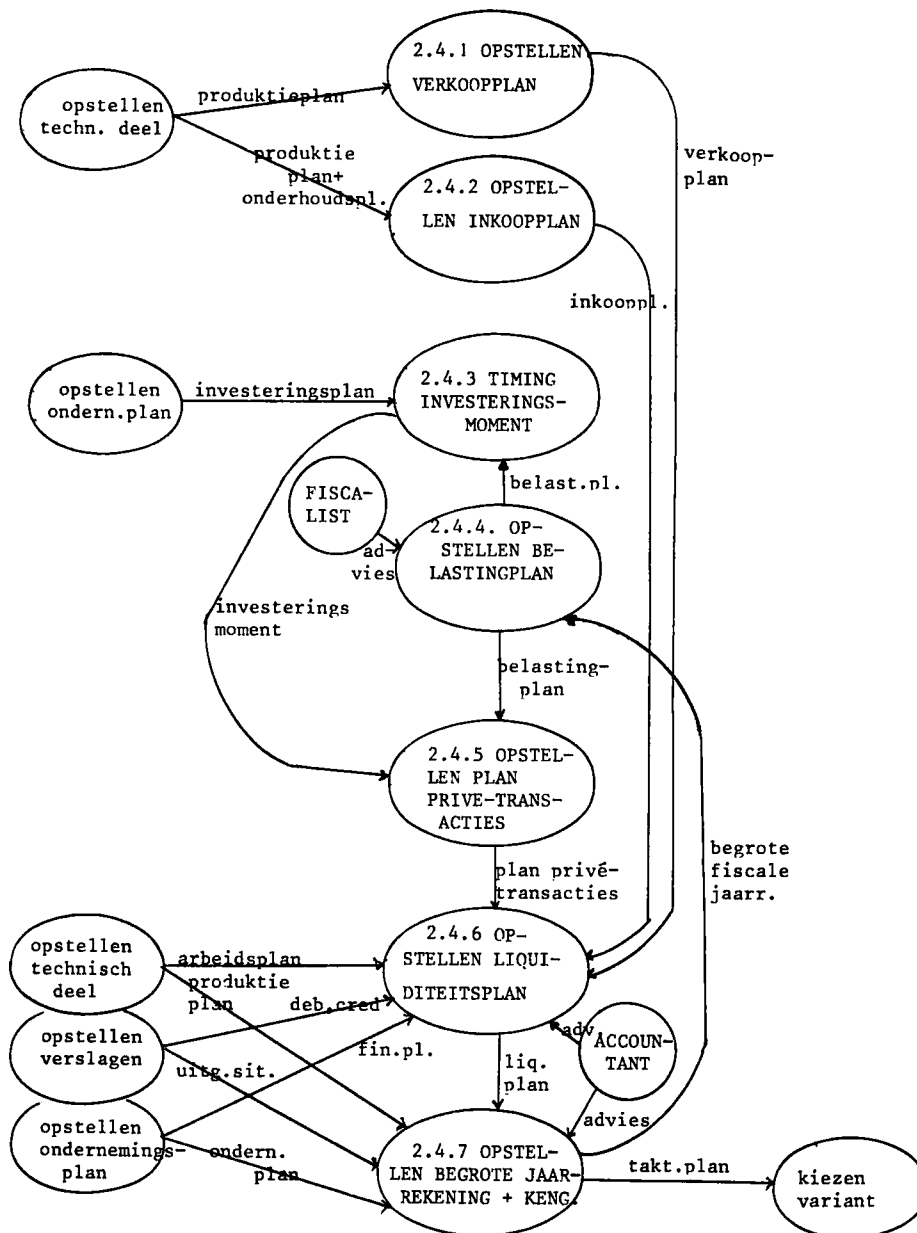 2.4.1 OPSTELLEN
VERKOOPPLAN
opstellen
techn. deel
produktieplan
produktie
plan+
onderhoudspl.
verkoop-
plan
2.4.2 OPSTEL-
LEN INKOOPPLAN
inkooppl.
opstellen
ondern.plan
investeringsplan
2.4.3 TIMING
INVESTERINGS-
MOMENT
belast.pl.
FISCA-
LIST
ad-
vies
2.4.4. OP-
STELLEN BE-
LASTINGPLAN
investerings
moment
belasting-
plan
2.4.5 OPSTEL-
LEN PLAN
PRIVE-TRANS-
ACTIES
begrote
fiscale
jaarr.
plan privé-
transacties
opstellen
technisch
deel
arbeidsplan
produktie
plan
2.4.6 OP-
STELLEN LIQUI-
DITEITSPLAN
deb.cred
opstellen
verslagen
uitg.sit.
fin.pl.
adv.
ACCOUN-
TANT
liq.
plan
advies
opstellen
ondernemings-
plan
ondern.
plan
2.4.7 OPSTEL-
LEN BEGROTE JAAR-
REKENING + KENG.
takt.plan
kiezen
variant